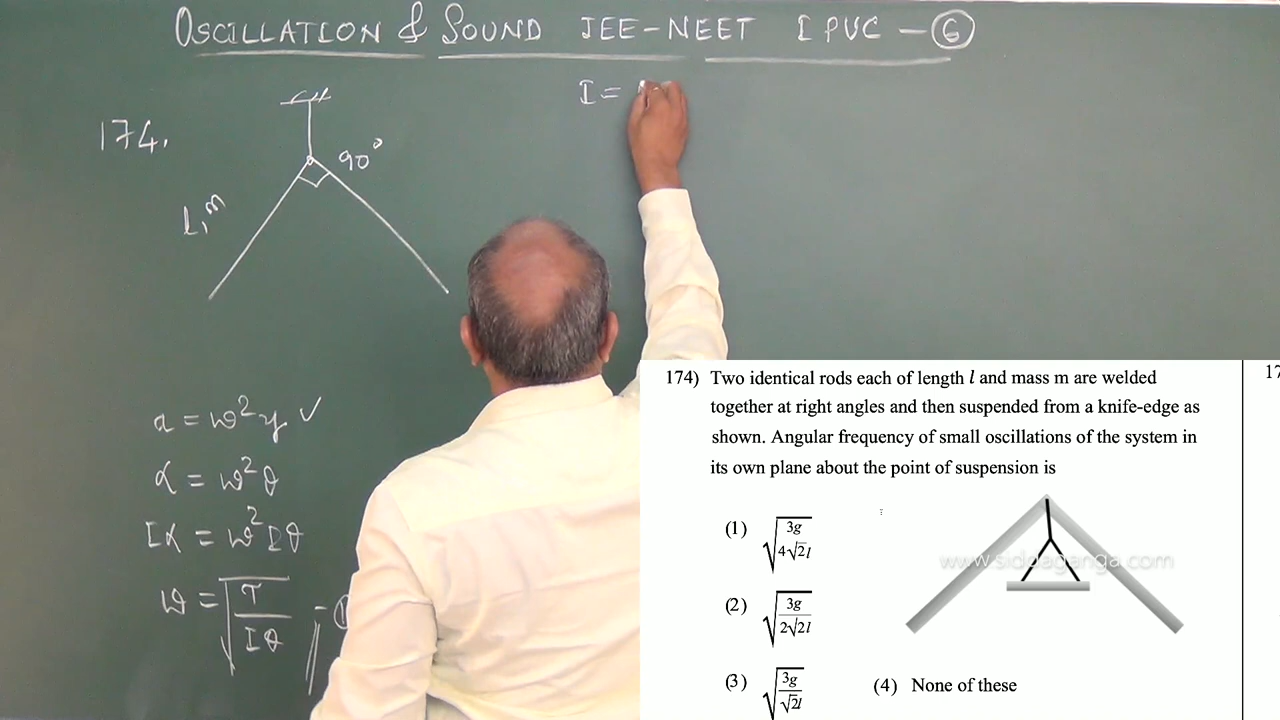 OSCILLATION & SOUND JEE-NEET I PUC - 6
174.
90°
l, m
I =
a = ω²y ✓
α = ω²θ
Iα = ω²Iθ
ω = √(τ/Iθ)
174) Two identical rods each of length l and mass m are welded
together at right angles and then suspended from a knife-edge as
shown. Angular frequency of small oscillations of the system in
its own plane about the point of suspension is
(1) √(3g/4√2l)
(2) √(3g/2√2l)
(3) √(3g/√2l)
(4) None of these
www.siddaganga.com
17